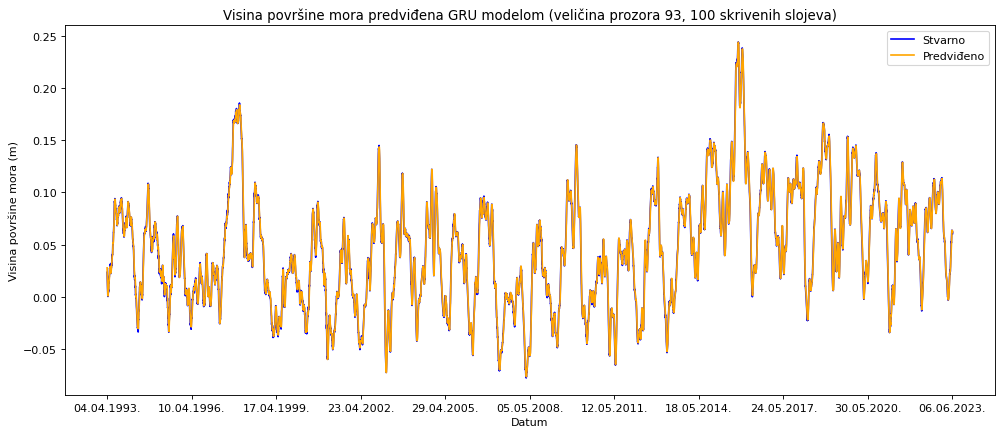 Visina površine mora predviđena GRU modelom (veličina prozora 93, 100 skrivenih slojeva)
Stvarno
Predviđeno
Visina površine mora (m)
0.25
0.20
0.15
0.10
0.05
0.00
−0.05
04.04.1993. 10.04.1996. 17.04.1999. 23.04.2002. 29.04.2005. 05.05.2008. 12.05.2011. 18.05.2014. 24.05.2017. 30.05.2020. 06.06.2023.
Datum